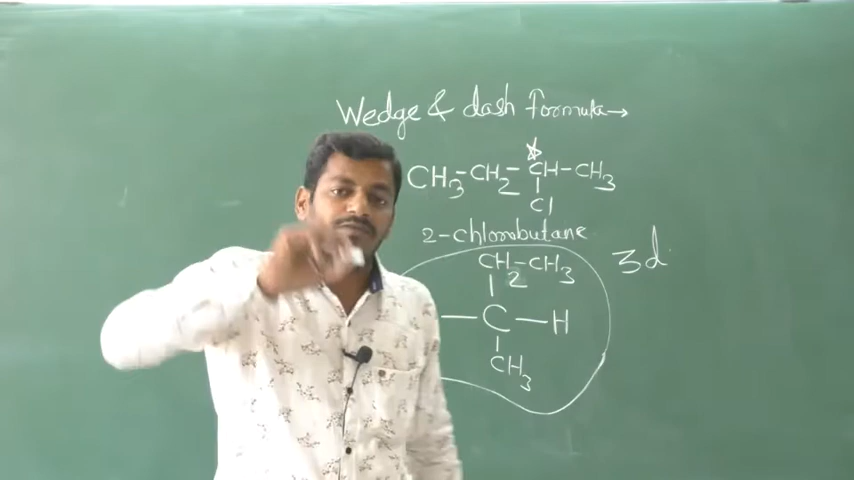 Wedge & dash formula→
CH3-CH2-*CH-CH3
Cl
2-chlorobutane
CH2-CH3
3d
—C—H
CH3